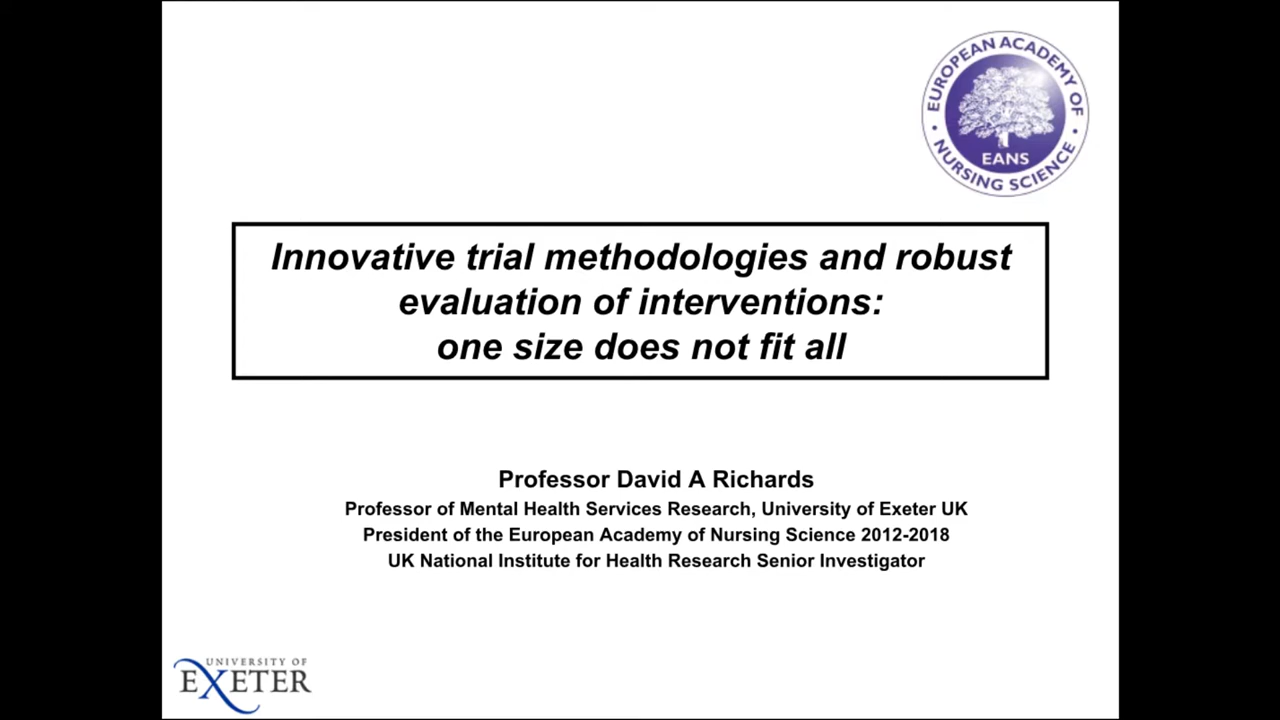 EUROPEAN ACADEMY OF
• NURSING SCIENCE •
EANS
Innovative trial methodologies and robust
evaluation of interventions:
one size does not fit all
Professor David A Richards
Professor of Mental Health Services Research, University of Exeter UK
President of the European Academy of Nursing Science 2012-2018
UK National Institute for Health Research Senior Investigator
UNIVERSITY OF
EXETER